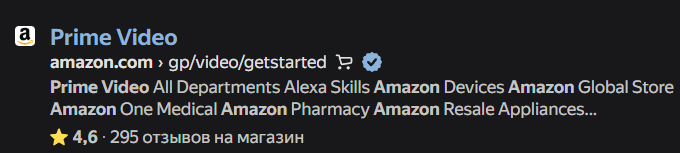 Prime Video
amazon.com › gp/video/getstarted
Prime Video All Departments Alexa Skills Amazon Devices Amazon Global Store
Amazon One Medical Amazon Pharmacy Amazon Resale Appliances...
4,6 · 295 отзывов на магазин